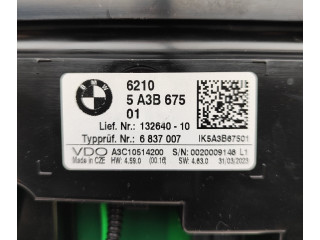 BMW
6210
5 A3B 675
01
Lief. Nr.: 132640-10
Typprüf. Nr.: 6 837 007
IK5A3B67501
VDO A3C10514200 S/N: 0020009146 L1
Made in CZE HW: 4.59.0 (00.16) SW: 4.63.0 31/03/2023